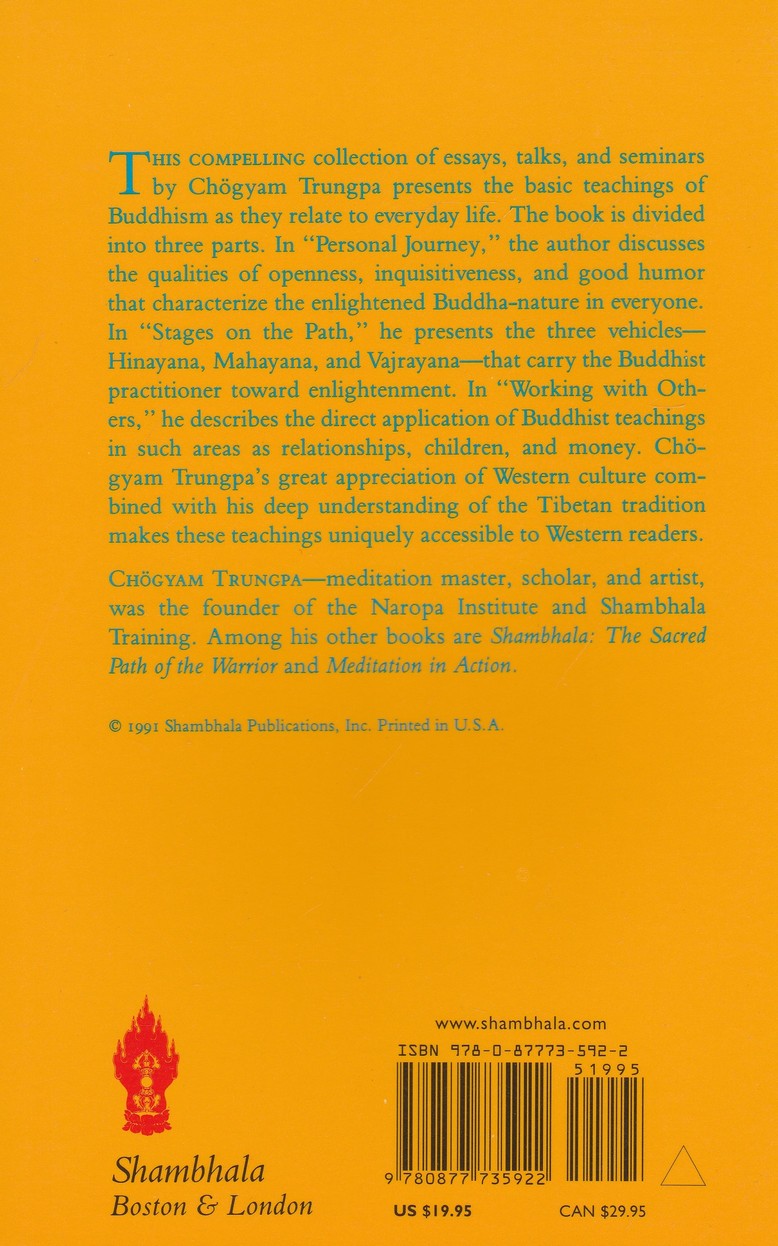 THIS COMPELLING collection of essays, talks, and seminars
by Chögyam Trungpa presents the basic teachings of
Buddhism as they relate to everyday life. The book is divided
into three parts. In “Personal Journey,” the author discusses
the qualities of openness, inquisitiveness, and good humor
that characterize the enlightened Buddha-nature in everyone.
In “Stages on the Path,” he presents the three vehicles—
Hinayana, Mahayana, and Vajrayana—that carry the Buddhist
practitioner toward enlightenment. In “Working with Oth-
ers,” he describes the direct application of Buddhist teachings
in such areas as relationships, children, and money. Chö-
gyam Trungpa’s great appreciation of Western culture com-
bined with his deep understanding of the Tibetan tradition
makes these teachings uniquely accessible to Western readers.
CHÖGYAM TRUNGPA—meditation master, scholar, and artist,
was the founder of the Naropa Institute and Shambhala
Training. Among his other books are Shambhala: The Sacred
Path of the Warrior and Meditation in Action.
© 1991 Shambhala Publications, Inc. Printed in U.S.A.
www.shambhala.com
ISBN 978-0-87773-592-2
51995
9 780877 735922
Shambhala
Boston & London
US $19.95 CAN $29.95